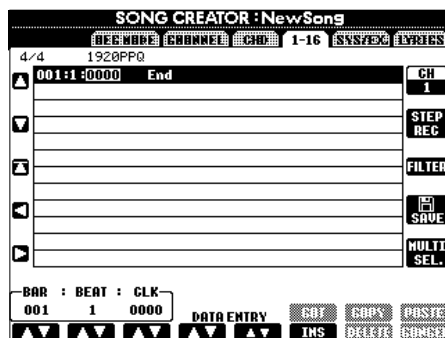 SONG CREATOR : NewSong
REC MODE CHANNEL CHD 1-16 SYS/EX. LYRICS
4/4 1920PPQ
001:1:0000 End
CH
1
STEP
REC
FILTER
SAVE
MULTI
SEL.
BAR : BEAT : CLK
001 1 0000
DATA ENTRY
CUT COPY PASTE
INS DELETE CANCEL